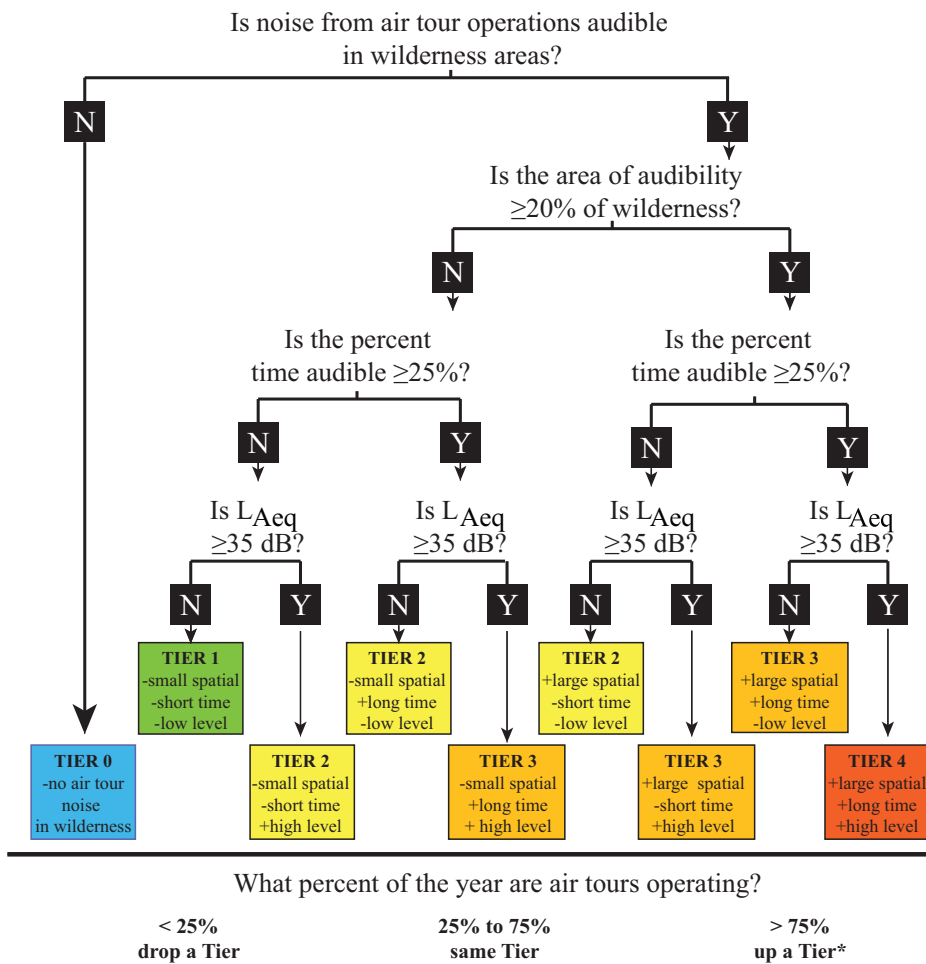 Is noise from air tour operations audible
in wilderness areas?
N
Y
Is the area of audibility
≥20% of wilderness?
N
Y
Is the percent
time audible ≥25%?
Is the percent
time audible ≥25%?
N
Y
N
Y
Is LAeq
≥35 dB?
Is LAeq
≥35 dB?
Is LAeq
≥35 dB?
Is LAeq
≥35 dB?
N
Y
N
Y
N
Y
N
Y
TIER 1
-small spatial
-short time
-low level
TIER 2
-small spatial
+long time
-low level
TIER 2
+large spatial
-short time
-low level
TIER 3
+large spatial
+long time
-low level
TIER 0
-no air tour
noise
in wilderness
TIER 2
-small spatial
-short time
+high level
TIER 3
-small spatial
+long time
+ high level
TIER 3
+large spatial
-short time
+high level
TIER 4
+large spatial
+long time
+high level
What percent of the year are air tours operating?
< 25%
drop a Tier
25% to 75%
same Tier
> 75%
up a Tier*